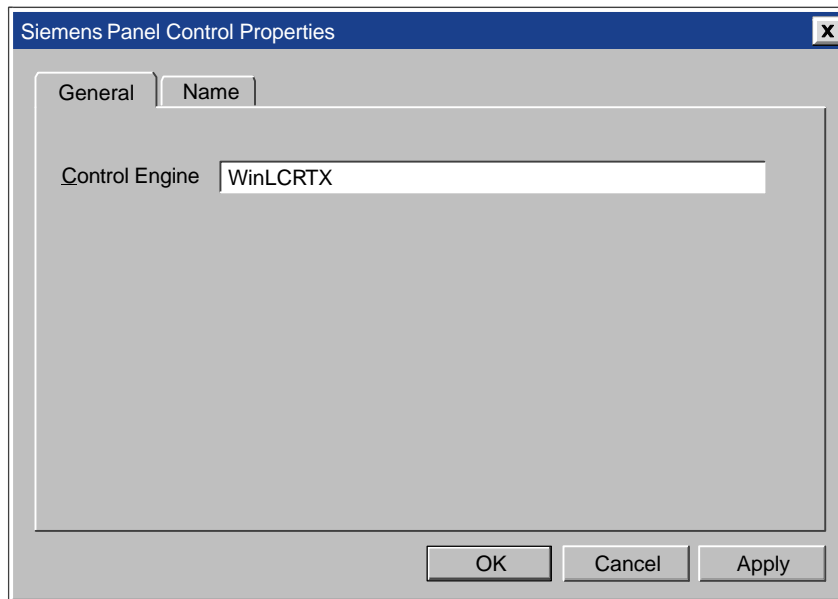 Siemens Panel Control Properties
General Name
Control Engine WinLCRTX
OK Cancel Apply